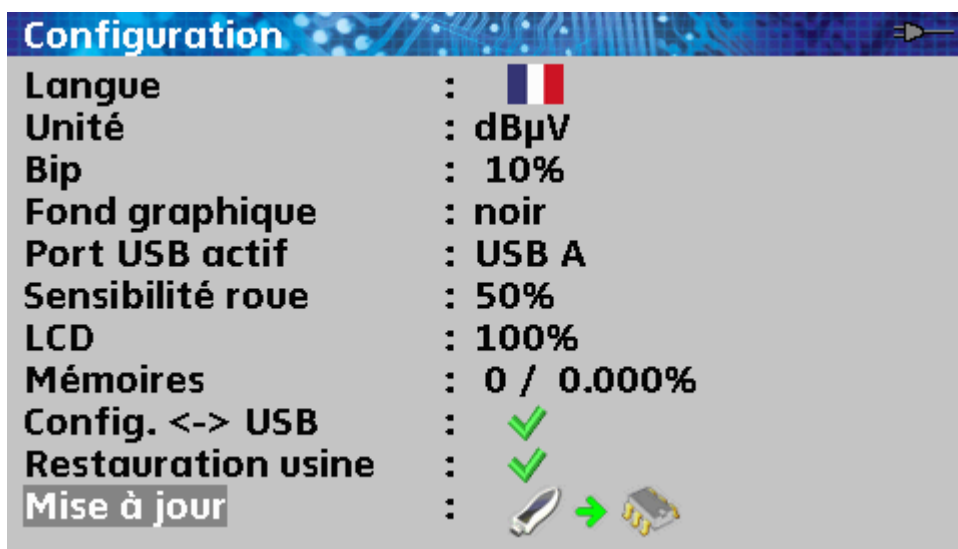 Configuration
Langue :
Unité : dBµV
Bip : 10%
Fond graphique : noir
Port USB actif : USB A
Sensibilité roue : 50%
LCD : 100%
Mémoires : 0 / 0.000%
Config. <-> USB :
Restauration usine :
Mise à jour :